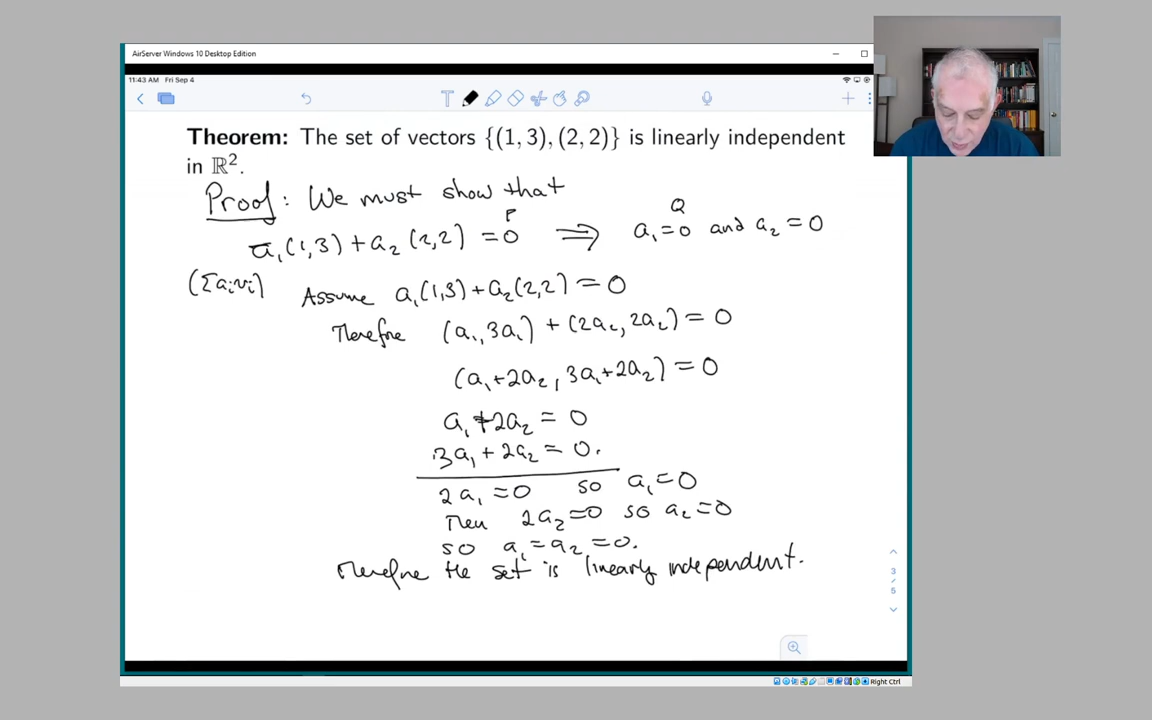 AirServer Windows 10 Desktop Edition
11:43 AM Fri Sep 4
Theorem: The set of vectors {(1, 3), (2, 2)} is linearly independent
in ℝ².
Proof: We must show that
P Q
a₁(1,3) + a₂(2,2) = 0 ⟹ a₁=0 and a₂=0
(Σaᵢvᵢ)
Assume a₁(1,3) + a₂(2,2) = 0
Therefore (a₁, 3a₁) + (2a₂, 2a₂) = 0
(a₁+2a₂, 3a₁+2a₂) = 0
a₁+2a₂ = 0
3a₁+2a₂ = 0.
2a₁ = 0 so a₁=0
Then 2a₂=0 so a₂=0
so a₁=a₂=0.
Therefore the set is linearly independent.
3
/
5
Right Ctrl